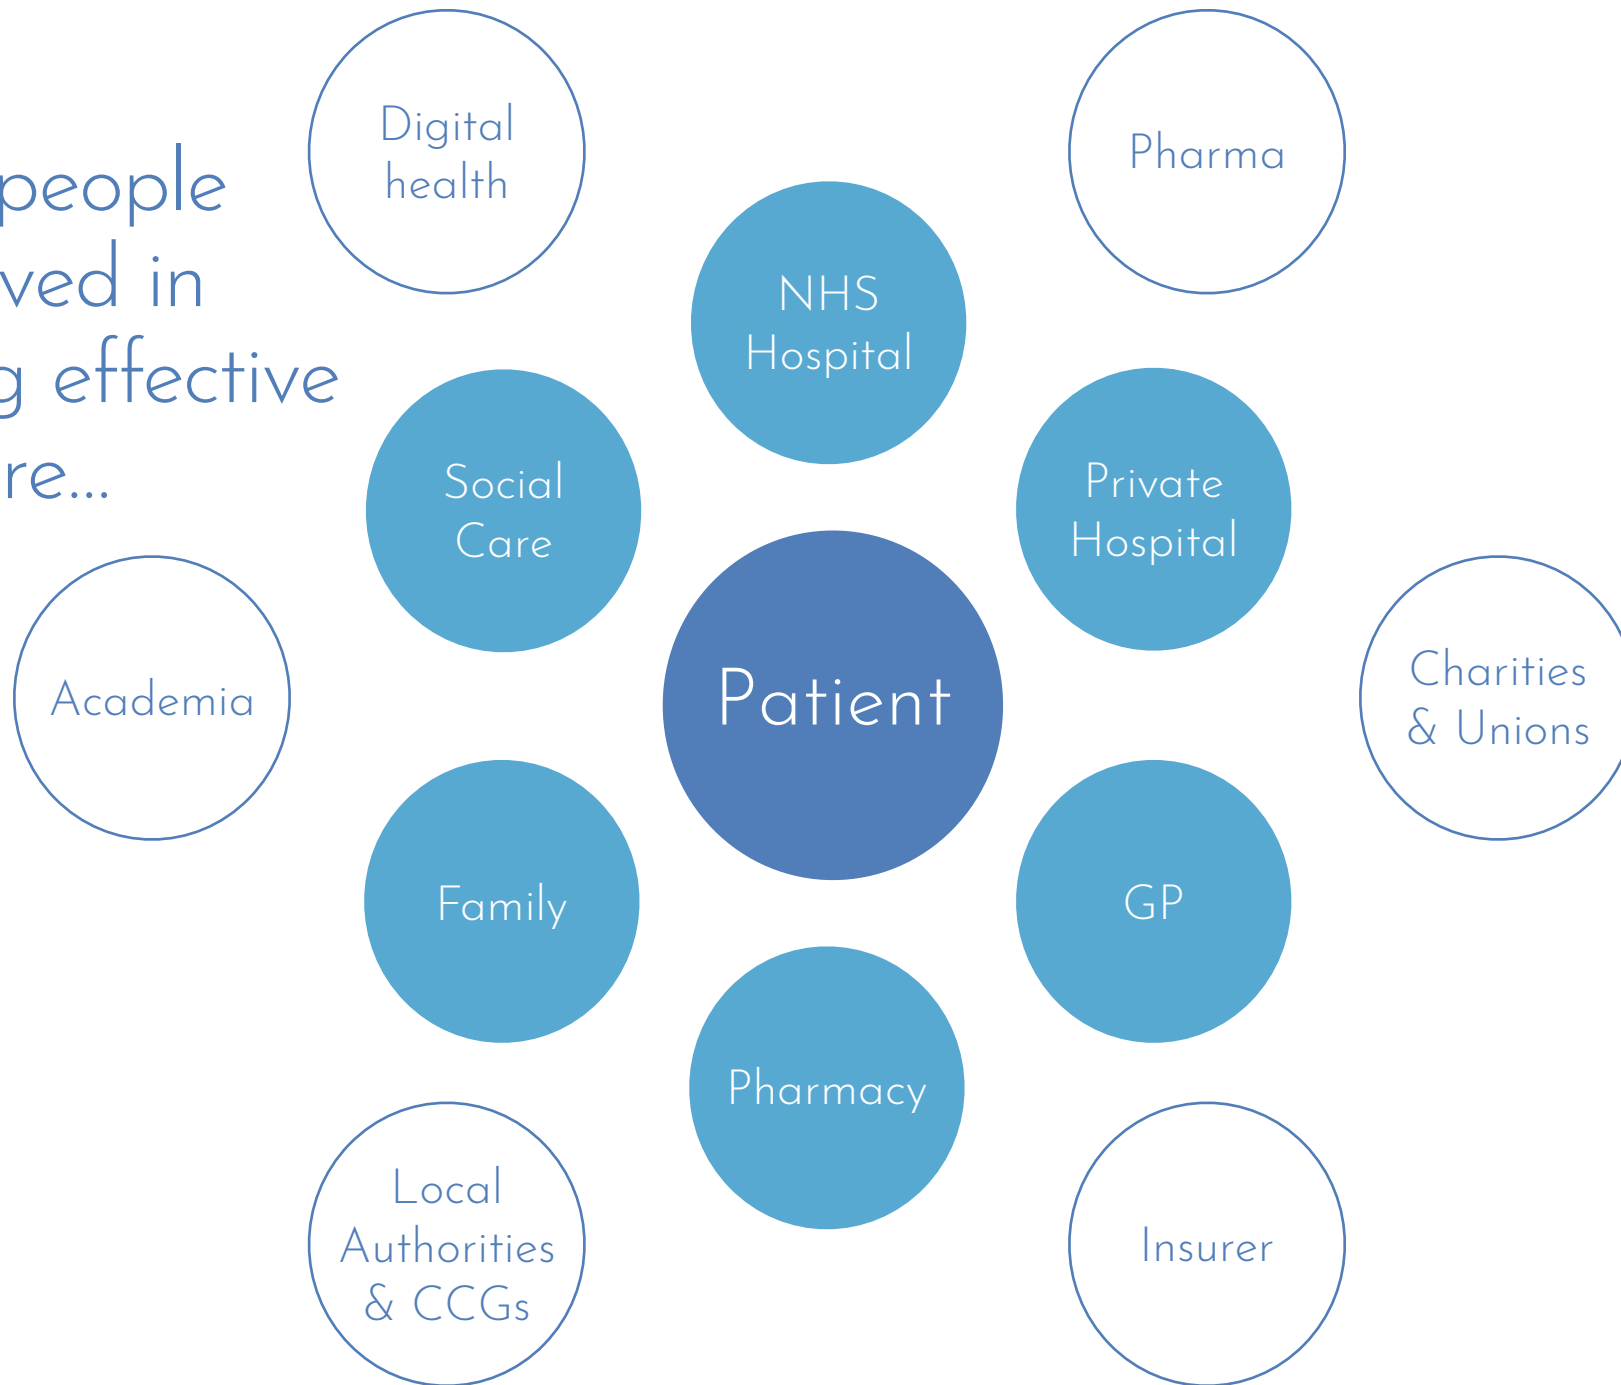 people
ved in
g effective
re...
Digital
health
Pharma
NHS
Hospital
Social
Care
Private
Hospital
Academia
Patient
Charities
& Unions
Family
GP
Pharmacy
Local
Authorities
& CCGs
Insurer